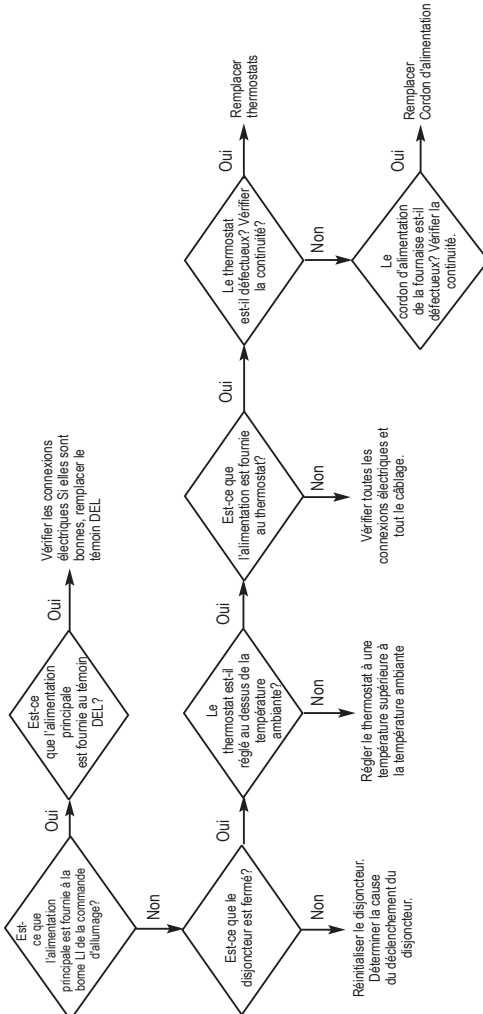 Est-
ce que
l'alimentation
principale est fournie à la
borne LI de la commande
d'allumage?
Oui
Est-ce
que l'alimentation
principale
est fournie au témoin
DEL?
Oui
Vérifier les connexions
électriques Si elles sont
bonnes, remplacer le
témoin DEL
Non
Est-ce que le
disjoncteur est fermé?
Non
Réinitialiser le disjoncteur.
Déterminer la cause
du déclenchement du
disjoncteur.
Oui
Le
thermostat est-il
réglé au dessus de la
température
ambiante?
Non
Régler le thermostat à une
température supérieure à
la température ambiante
Oui
Est-ce que
l'alimentation est fournie
au thermostat?
Non
Vérifier toutes les
connexions électriques et
tout le câblage.
Oui
Le thermostat
est-il défectueux? Vérifier
la continuité?
Oui
Remplacer
thermostats
Non
Le
cordon d'alimentation
de la fournaise est-il
défectueux? Vérifier la
continuité.
Oui
Remplacer
Cordon d'alimentation